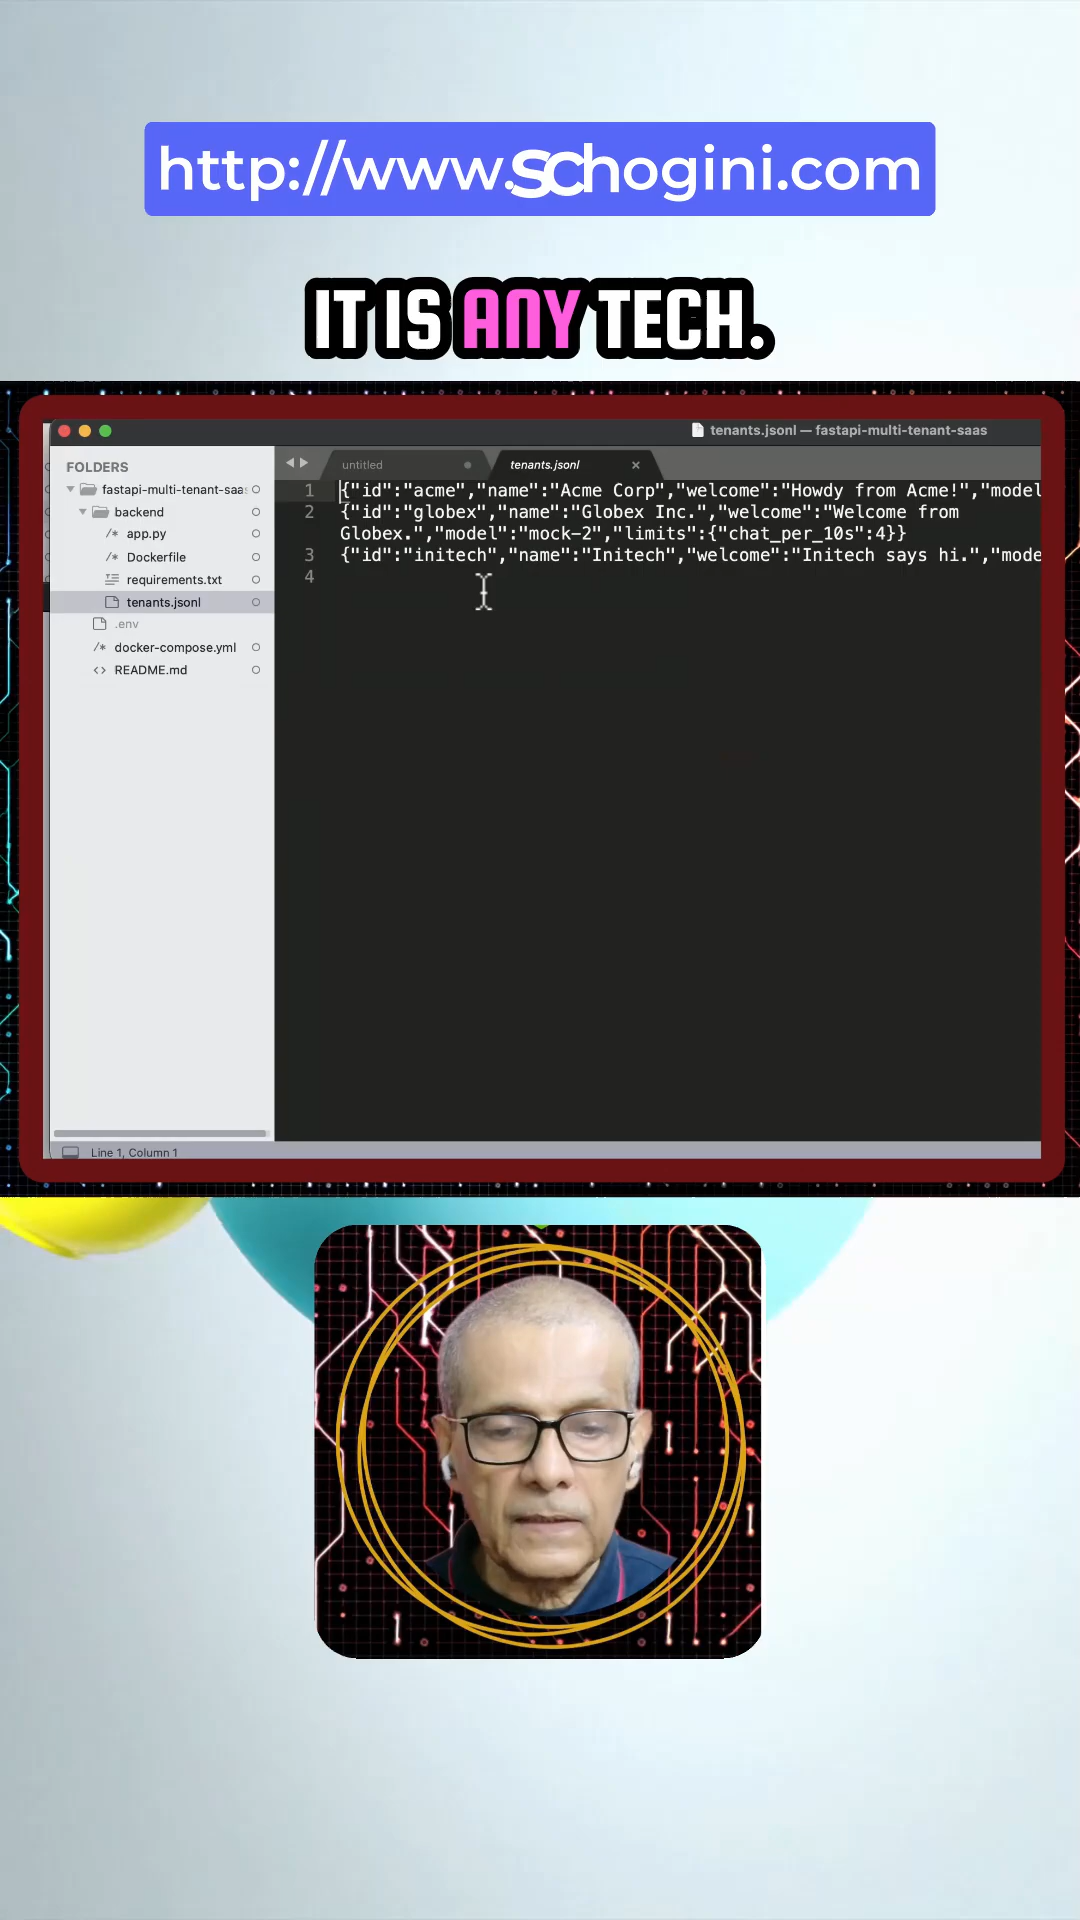 http://www.schogini.com
IT IS ANY TECH.
tenants.jsonl — fastapi-multi-tenant-saas
FOLDERS
fastapi-multi-tenant-saas
backend
app.py
Dockerfile
requirements.txt
tenants.jsonl
.env
docker-compose.yml
README.md
untitled
tenants.jsonl
1 {"id":"acme","name":"Acme Corp","welcome":"Howdy from Acme!","model
2 {"id":"globex","name":"Globex Inc.","welcome":"Welcome from
Globex.","model":"mock-2","limits":{"chat_per_10s":4}}
3 {"id":"initech","name":"Initech","welcome":"Initech says hi.","mode
4
Line 1, Column 1